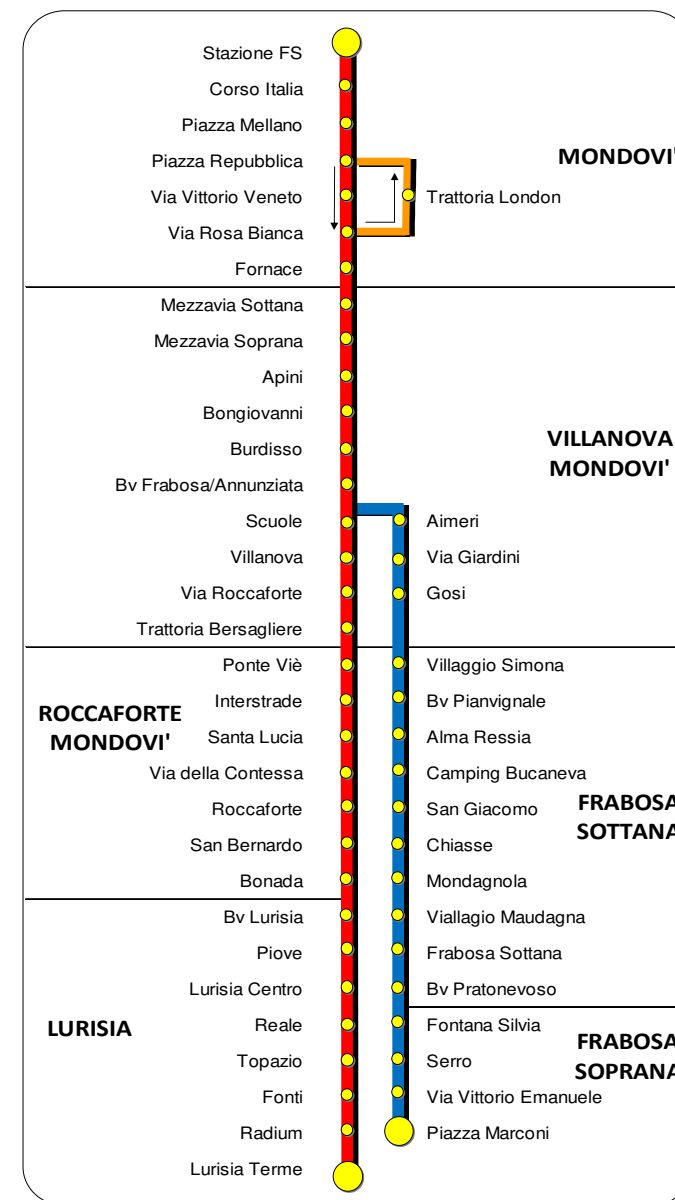 Stazione FS
Corso Italia
Piazza Mellano
Piazza Repubblica
MONDOVI'
Via Vittorio Veneto
Trattoria London
Via Rosa Bianca
Fornace
Mezzavia Sottana
Mezzavia Soprana
Apini
Bongiovanni
Burdisso
VILLANOVA
MONDOVI'
Bv Frabosa/Annunziata
Scuole
Aimeri
Villanova
Via Giardini
Via Roccaforte
Gosi
Trattoria Bersagliere
Ponte Viè
Villaggio Simona
ROCCAFORTE
MONDOVI'
Interstrade
Bv Pianvignale
Santa Lucia
Alma Ressia
Via della Contessa
Camping Bucaneva
Roccaforte
San Giacomo
FRABOSA
SOTTANA
San Bernardo
Chiasse
Bonada
Mondagnola
Bv Lurisia
Viallagio Maudagna
Piove
Frabosa Sottana
Lurisia Centro
Bv Pratonevoso
LURISIA
Reale
Fontana Silvia
FRABOSA
SOPRANA
Topazio
Serro
Fonti
Via Vittorio Emanuele
Radium
Piazza Marconi
Lurisia Terme